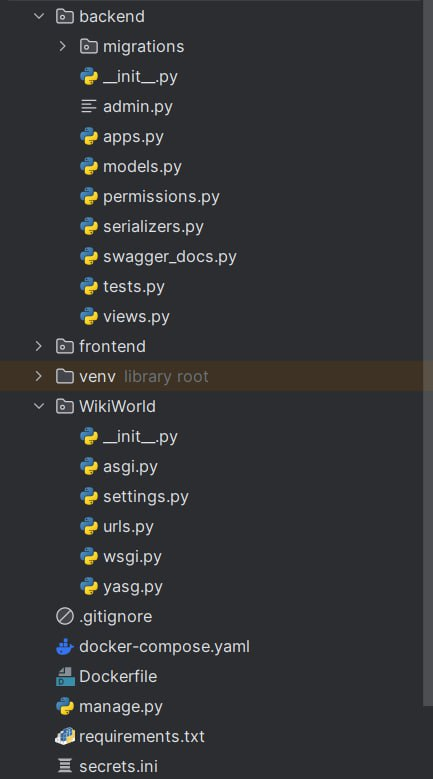 backend
migrations
__init__.py
admin.py
apps.py
models.py
permissions.py
serializers.py
swagger_docs.py
tests.py
views.py
frontend
venv library root
WikiWorld
__init__.py
asgi.py
settings.py
urls.py
wsgi.py
yasg.py
.gitignore
docker-compose.yaml
D Dockerfile
manage.py
requirements.txt
secrets.ini